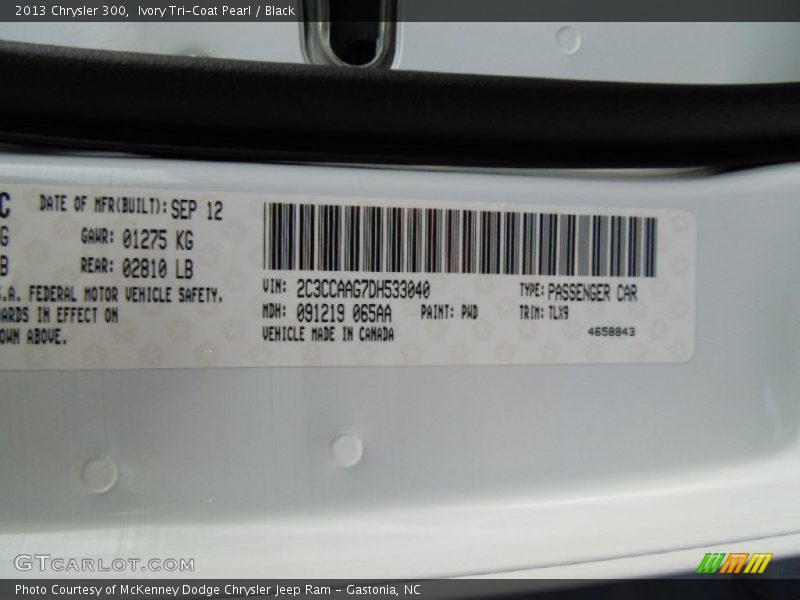 2013 Chrysler 300, Ivory Tri-Coat Pearl / Black
C DATE OF MFR(BUILT): SEP 12
G GAWR: 01275 KG
B REAR: 02810 LB
.A. FEDERAL MOTOR VEHICLE SAFETY.
ARDS IN EFFECT ON
OWN ABOVE.
VIN: 2C3CCAAG7DH533040 TYPE: PASSENGER CAR
MDH: 091219 065AA PAINT: PWD TRIM: TLX9
VEHICLE MADE IN CANADA 4658843
GTCARLOT.COM
Photo Courtesy of McKenney Dodge Chrysler Jeep Ram - Gastonia, NC